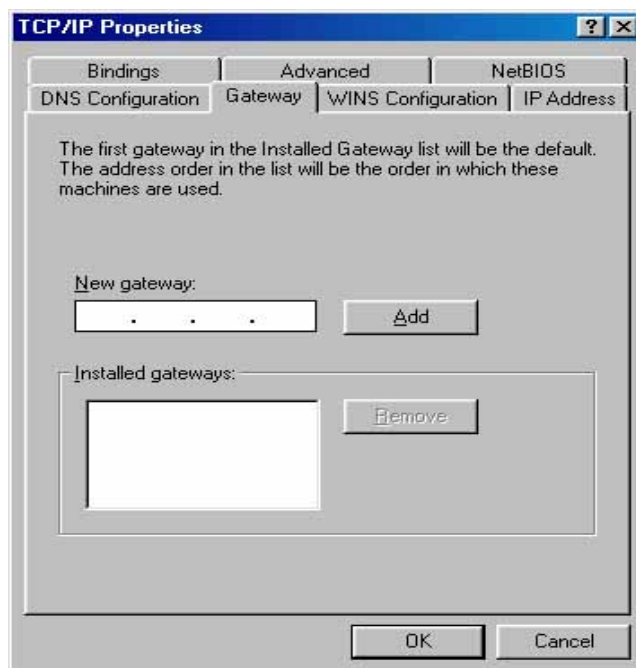 TCP/IP Properties
Bindings
Advanced
NetBIOS
DNS Configuration
Gateway
WINS Configuration
IP Address
The first gateway in the Installed Gateway list will be the default.
The address order in the list will be the order in which these
machines are used.
New gateway:
. . .
Add
Installed gateways:
Remove
OK
Cancel